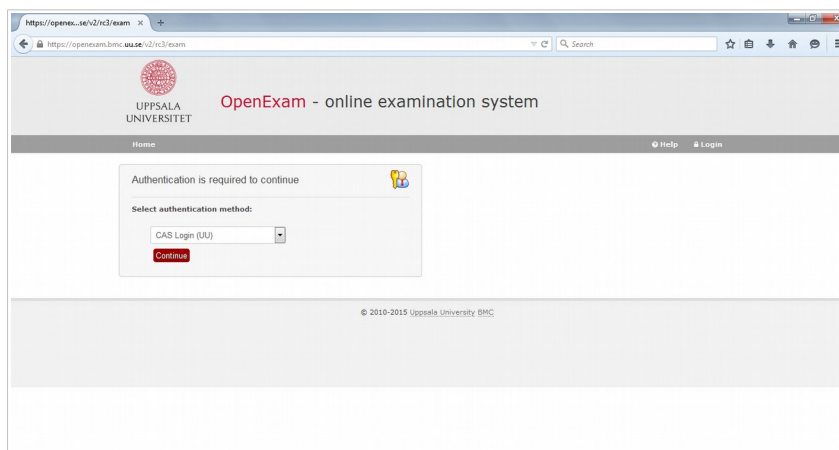 https://openex...se/v2/rc3/exam
https://openexam.bmc.uu.se/v2/rc3/exam
Search
UPPSALA
UNIVERSITET
OpenExam - online examination system
Home
Help
Login
Authentication is required to continue
Select authentication method:
CAS Login (UU)
Continue
© 2010-2015 Uppsala University BMC